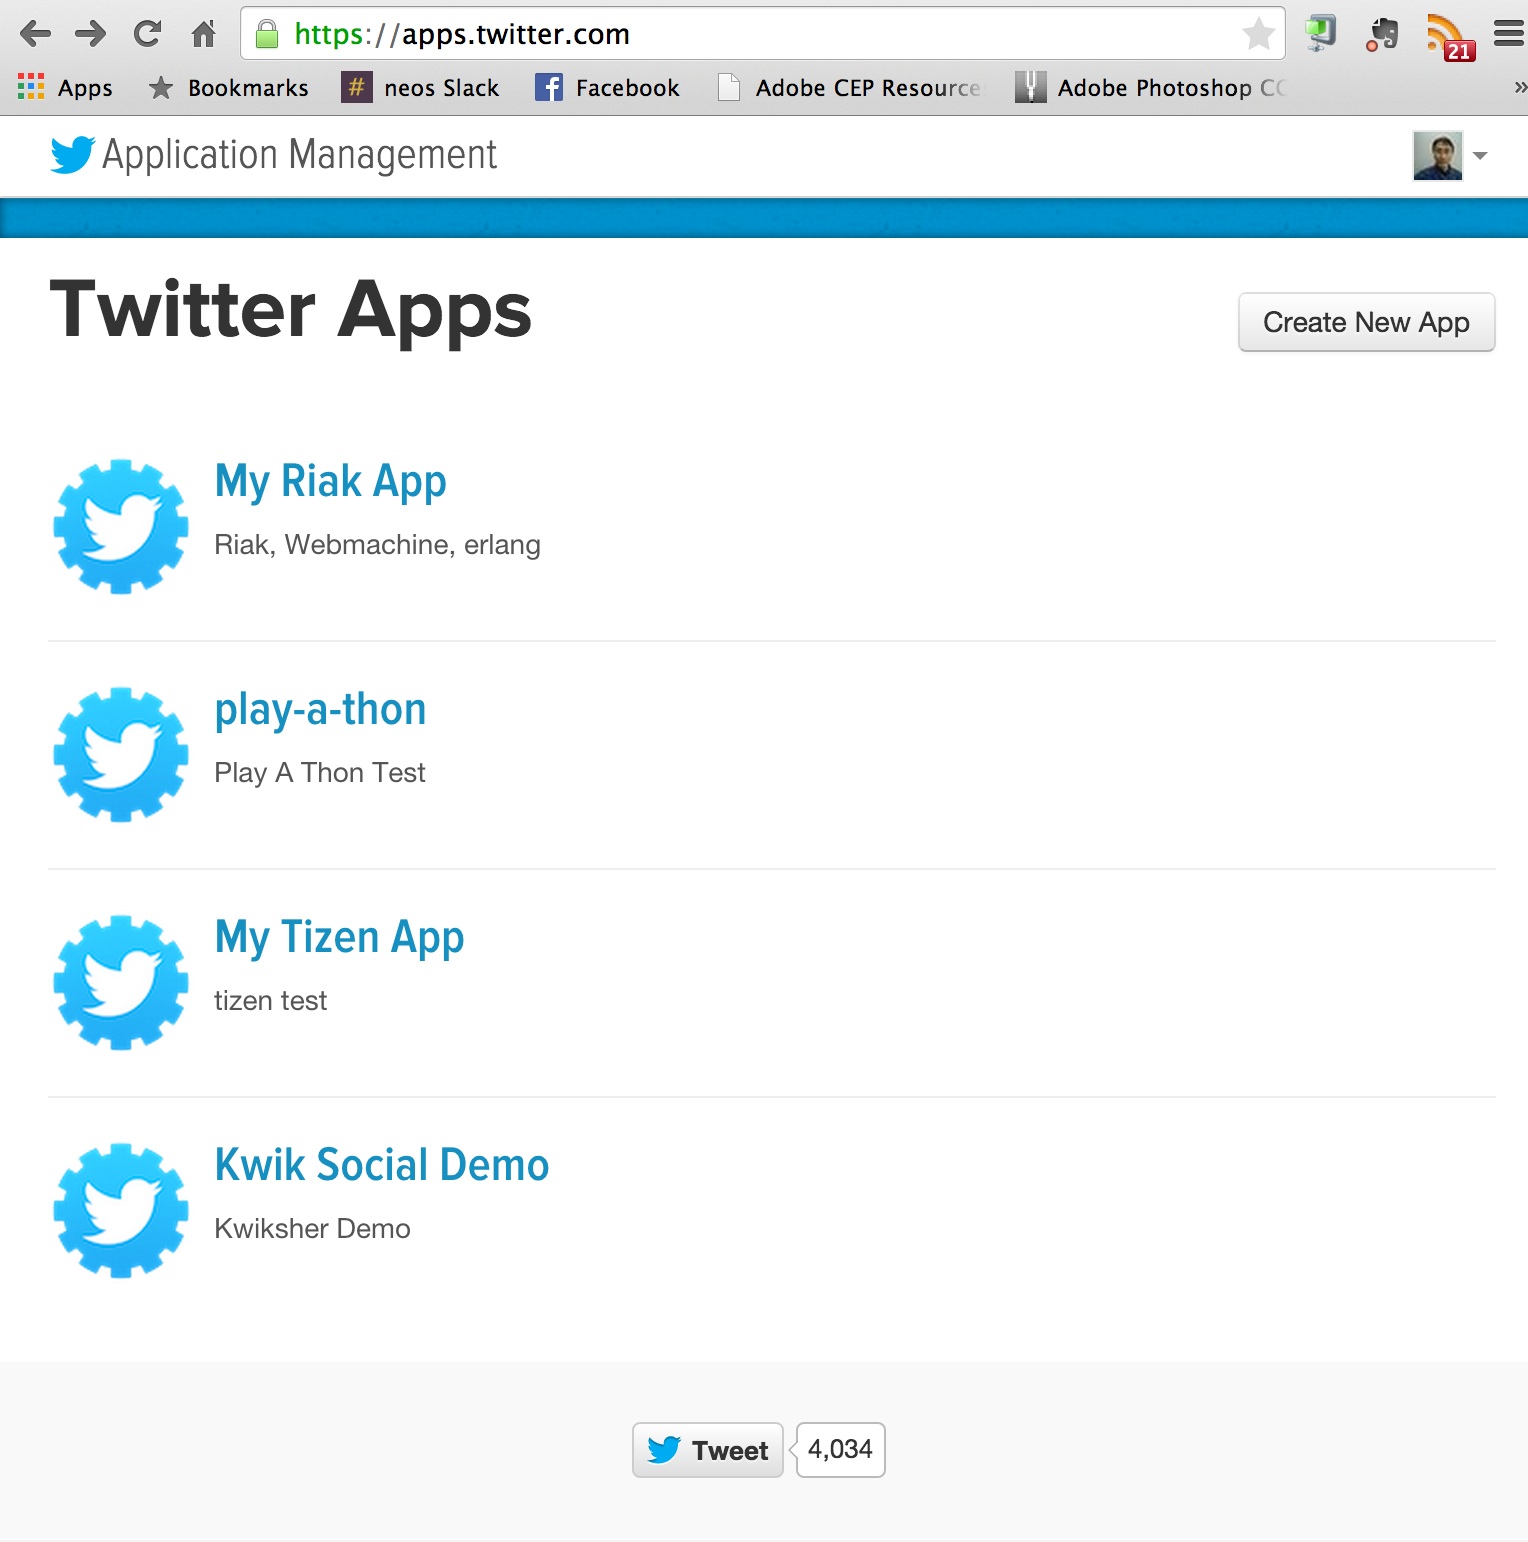 https://apps.twitter.com
21
Apps Bookmarks # neos Slack Facebook Adobe CEP Resource Adobe Photoshop CC »
Application Management
Twitter Apps
Create New App
My Riak App
Riak, Webmachine, erlang
play-a-thon
Play A Thon Test
My Tizen App
tizen test
Kwik Social Demo
Kwiksher Demo
Tweet 4,034